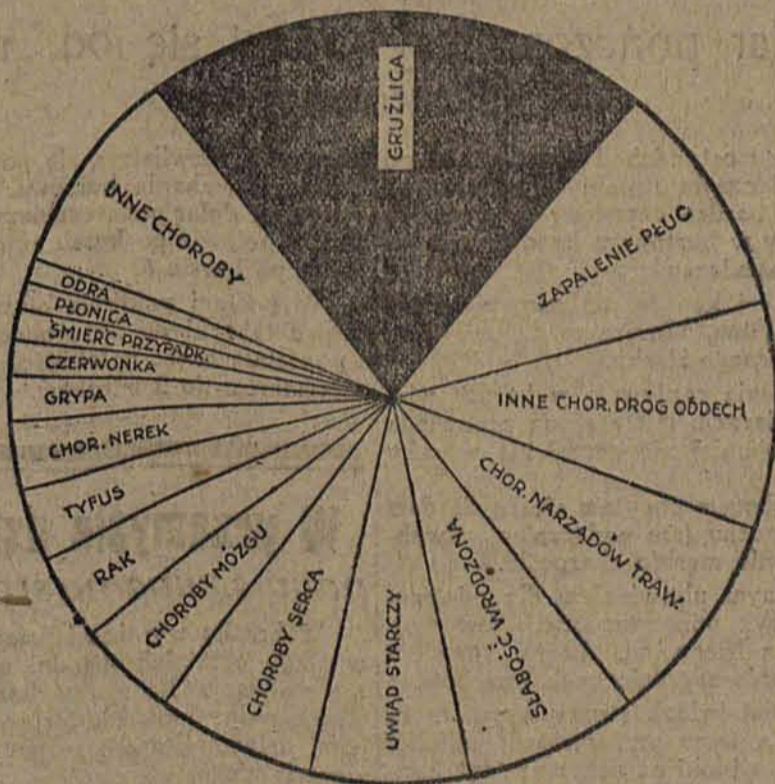 GRUŹLICA
ZAPALENIE PŁUC
INNE CHOR. DRÓG ODDECH
CHOR. NARZĄDÓW TRAW.
SŁABOŚĆ WRODZONA
UWIĄD STARCZY
CHOROBY SERCA
CHOROBY MÓZGU
RAK
TYFUS
CHOR. NEREK
GRYPA
CZERWONKA
ŚMIERĆ PRZYPADK.
PŁONICA
ODRA
INNE CHOROBY